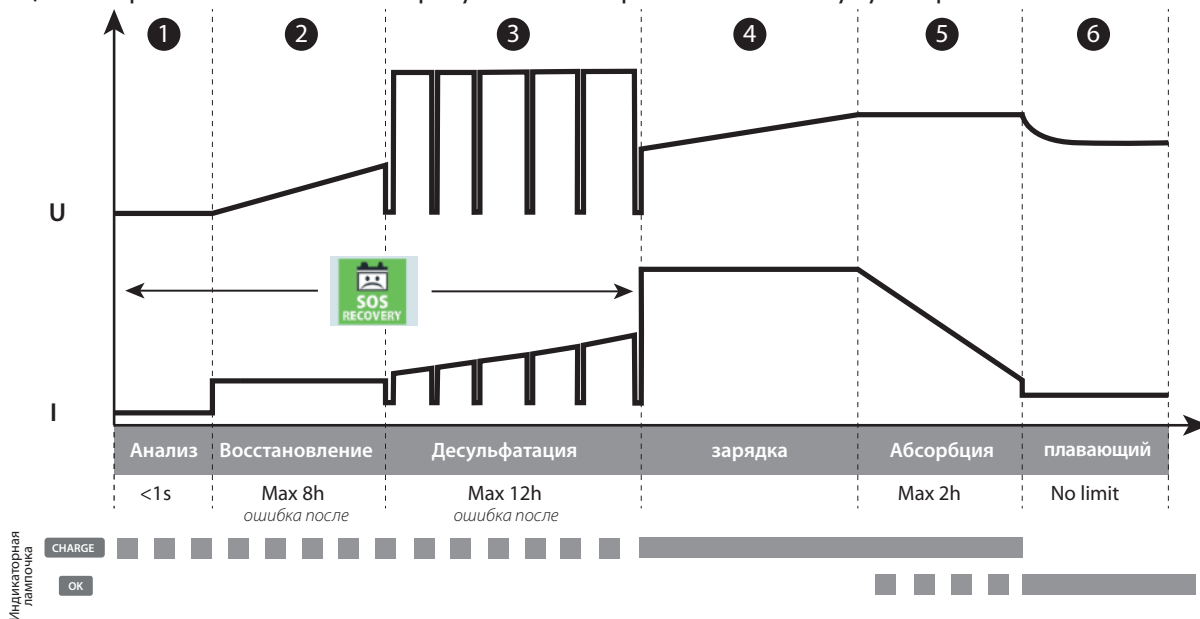 1 2 3 4 5 6
U
SOS
RECOVERY
I
Анализ Восстановление Десульфатация зарядка Абсорбция плавающий
<1s Max 8h Max 12h Max 2h No limit
ошибка после ошибка после
Индикаторная
лампочка
CHARGE
OK